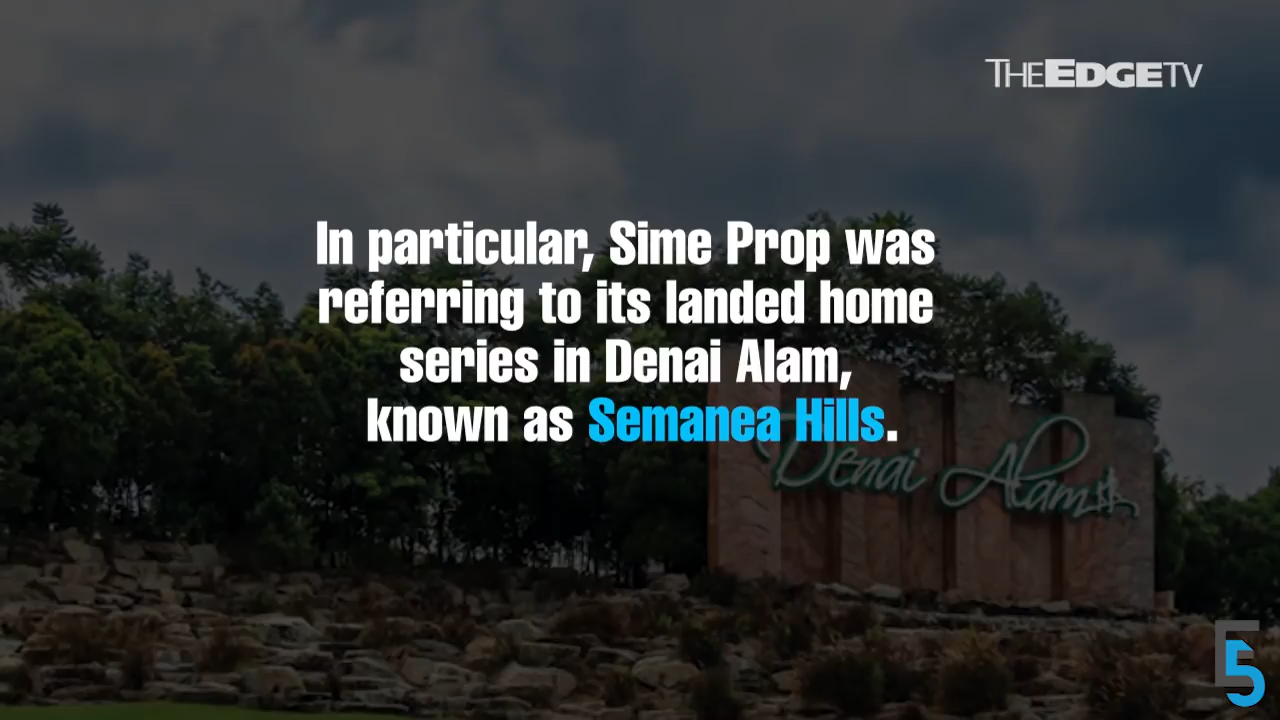 THEEDGETV
In particular, Sime Prop was
referring to its landed home
series in Denai Alam,
known as Semanea Hills.
Denai Alam
E5